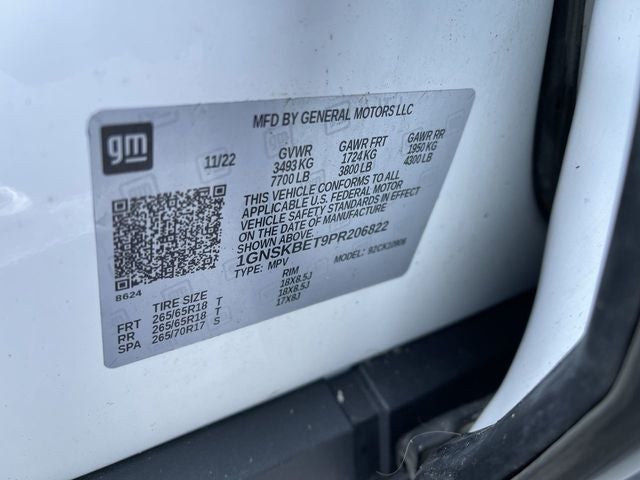 MFD BY GENERAL MOTORS LLC
gm
11/22 GVWR GAWR FRT GAWR RR
3493 KG 1724 KG 1950 KG
7700 LB 3800 LB 4300 LB
THIS VEHICLE CONFORMS TO ALL
APPLICABLE U.S. FEDERAL MOTOR
VEHICLE SAFETY STANDARDS IN EFFECT
ON THE DATE OF MANUFACTURE
SHOWN ABOVE.
1GNSKBET9PR206822
TYPE: MPV MODEL: 92CK10906
8624
TIRE SIZE RIM
FRT 265/65R18 T 18X8.5J
RR 265/65R18 T 18X8.5J
SPA 265/70R17 S 17X8J